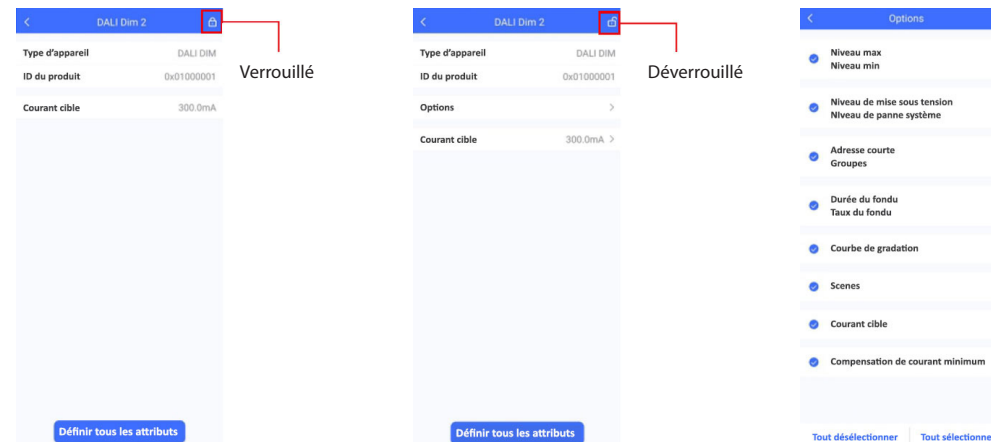 DALI Dim 2
Type d'appareil DALI DIM
ID du produit 0x01000001
Courant cible 300.0mA
Définir tous les attributs
Verrouillé
DALI Dim 2
Type d'appareil DALI DIM
ID du produit 0x01000001
Options
Courant cible 300.0mA
Définir tous les attributs
Déverrouillé
Options
Niveau max
Niveau min
Niveau de mise sous tension
NIveau de panne système
Adresse courte
Groupes
Durée du fondu
Taux du fondu
Courbe de gradation
Scenes
Courant cible
Compensation de courant minimum
Tout désélectionner Tout sélectionne